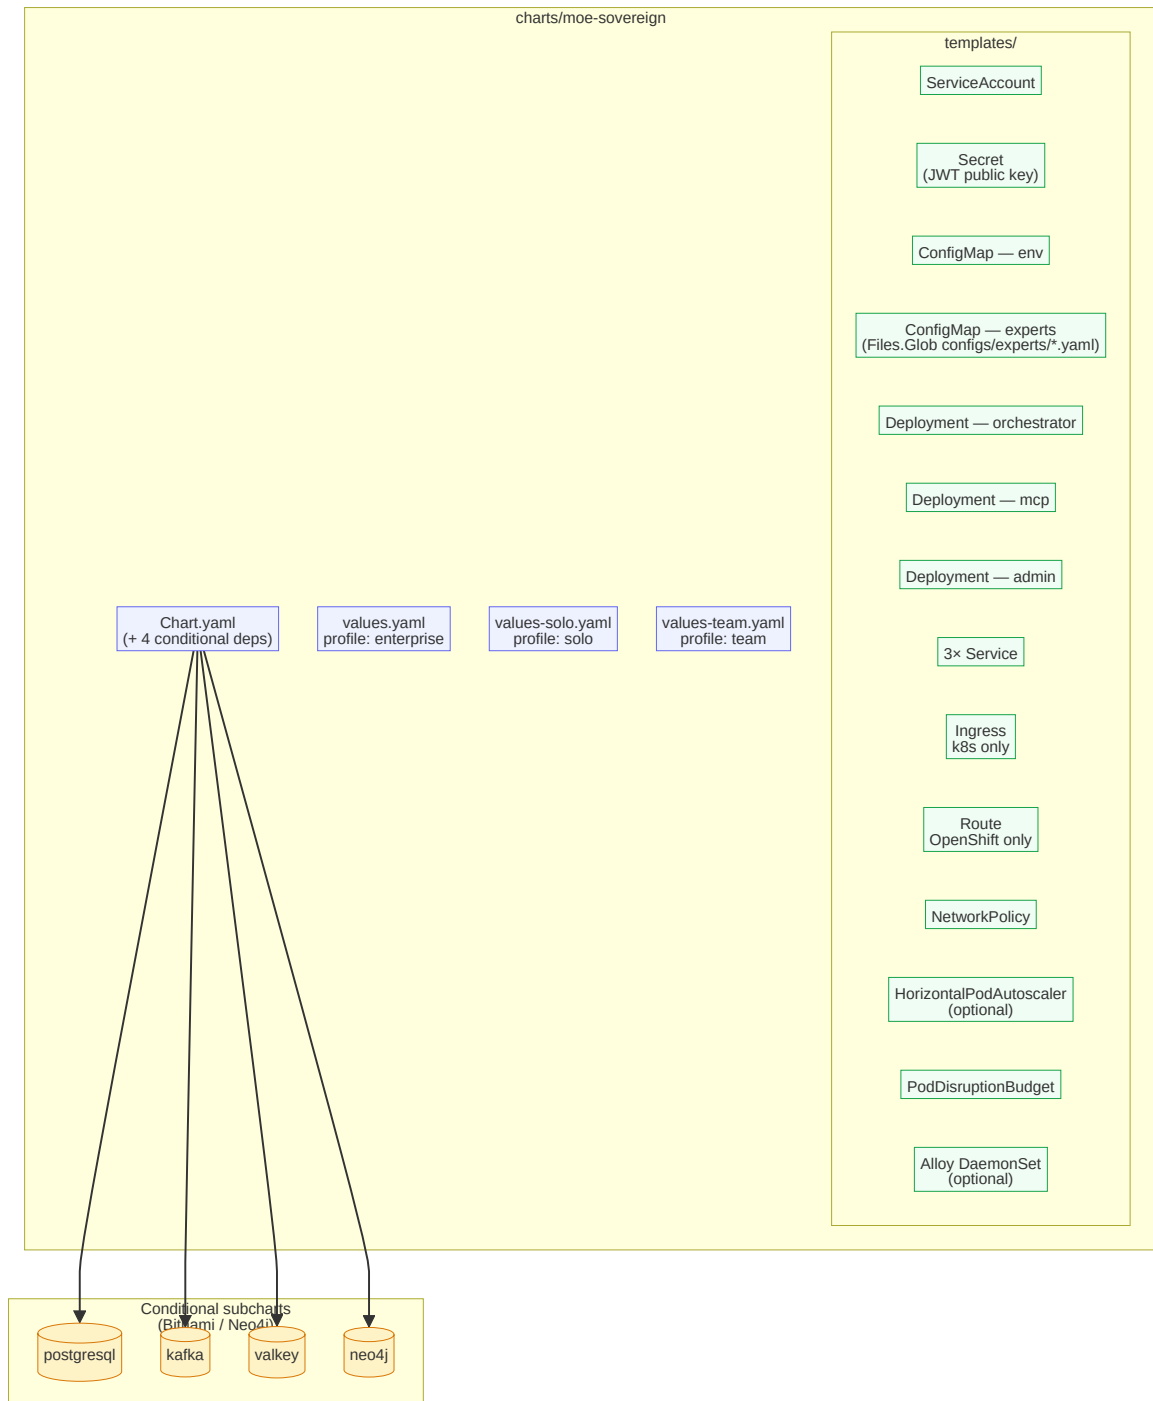 charts/moe-sovereign
templates/
ServiceAccount
Secret
(JWT public key)
ConfigMap — env
ConfigMap — experts
(Files.Glob configs/experts/*.yaml)
Deployment — orchestrator
Deployment — mcp
Deployment — admin
Chart.yaml
(+ 4 conditional deps)
values.yaml
profile: enterprise
values-solo.yaml
profile: solo
values-team.yaml
profile: team
3× Service
Ingress
k8s only
Route
OpenShift only
NetworkPolicy
HorizontalPodAutoscaler
(optional)
PodDisruptionBudget
Alloy DaemonSet
(optional)
Conditional subcharts
(Bitnami / Neo4j)
postgresql
kafka
valkey
neo4j